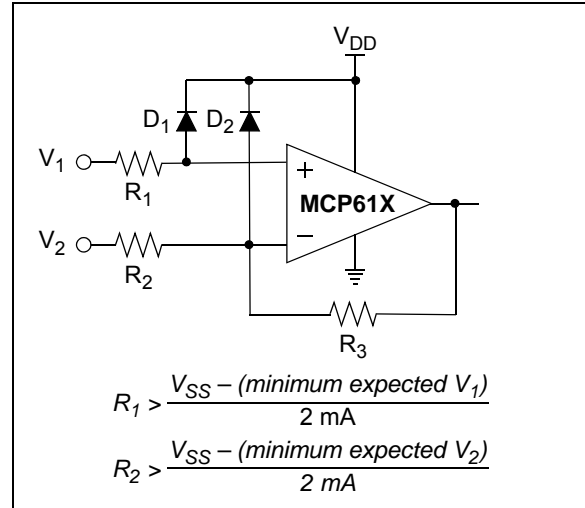 V_DD
D_1 D_2
V_1
R_1
+
MCP61X
V_2
R_2
–
R_3
R_1 > V_SS – (minimum expected V_1) / 2 mA
R_2 > V_SS – (minimum expected V_2) / 2 mA